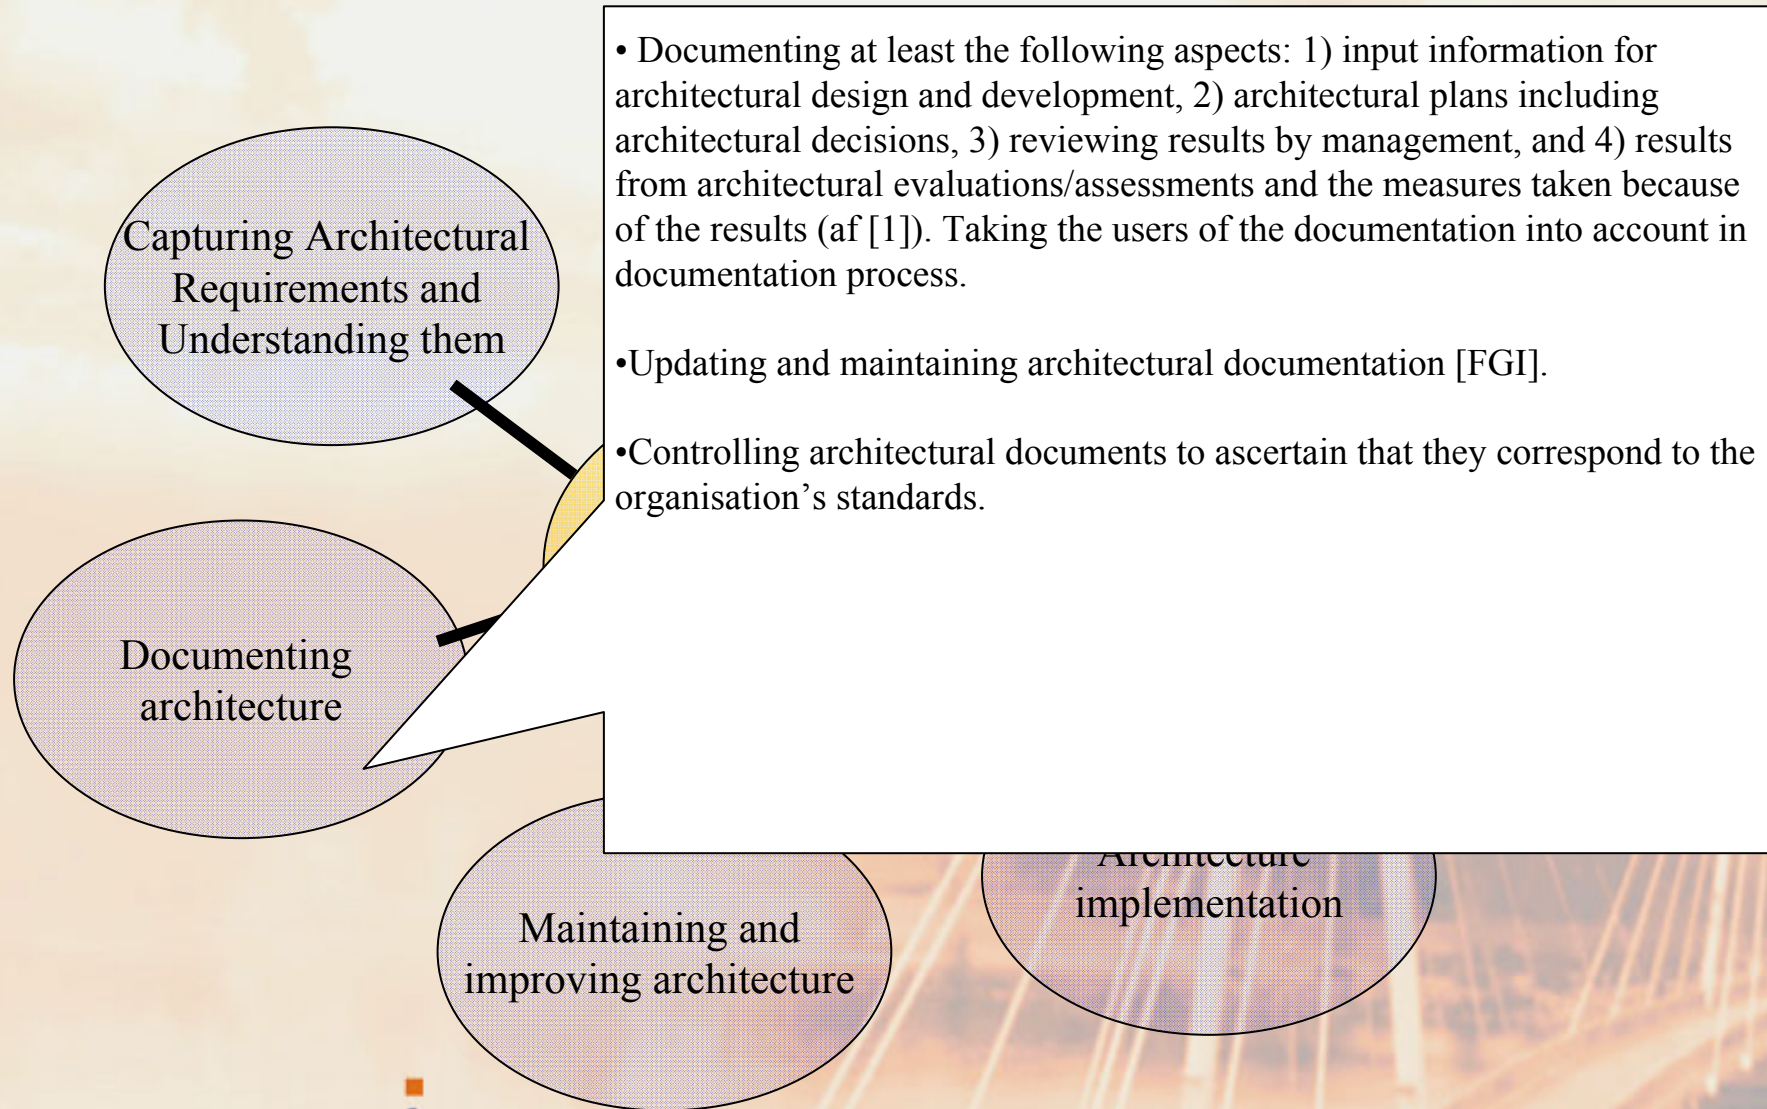 • Documenting at least the following aspects: 1) input information for
architectural design and development, 2) architectural plans including
architectural decisions, 3) reviewing results by management, and 4) results
from architectural evaluations/assessments and the measures taken because
of the results (af [1]). Taking the users of the documentation into account in
documentation process.
•Updating and maintaining architectural documentation [FGI].
•Controlling architectural documents to ascertain that they correspond to the
organisation’s standards.
Capturing Architectural
Requirements and
Understanding them
Documenting
architecture
Maintaining and
improving architecture
Architecture
implementation